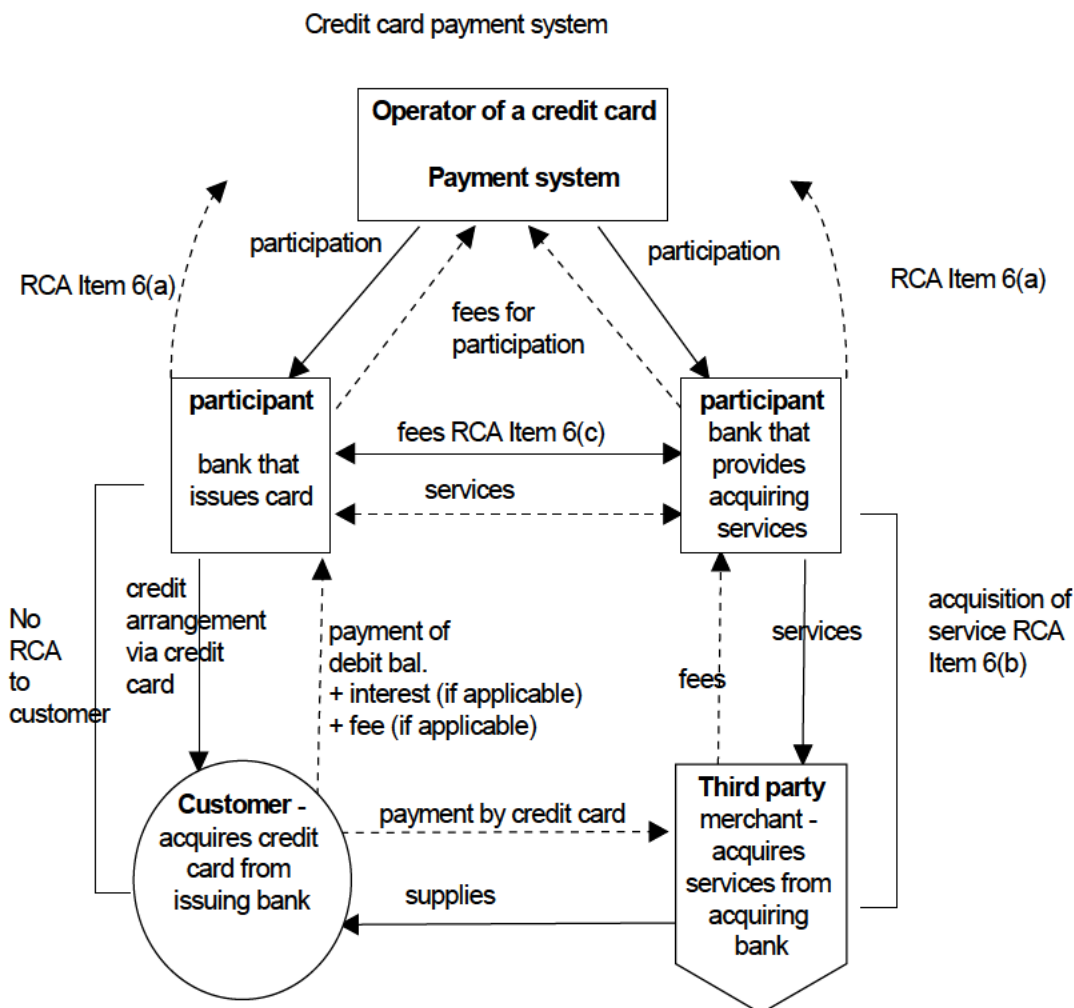 Credit card payment system
Operator of a credit card
Payment system
participation
participation
RCA Item 6(a)
RCA Item 6(a)
fees for
participation
participant
bank that
issues card
participant
bank that
provides
acquiring
services
fees RCA Item 6(c)
services
No
RCA
to
customer
credit
arrangement
via credit
card
payment of
debit bal.
+ interest (if applicable)
+ fee (if applicable)
fees
services
acquisition of
service RCA
Item 6(b)
Customer -
acquires credit
card from
issuing bank
payment by credit card
supplies
Third party
merchant -
acquires
services from
acquiring
bank